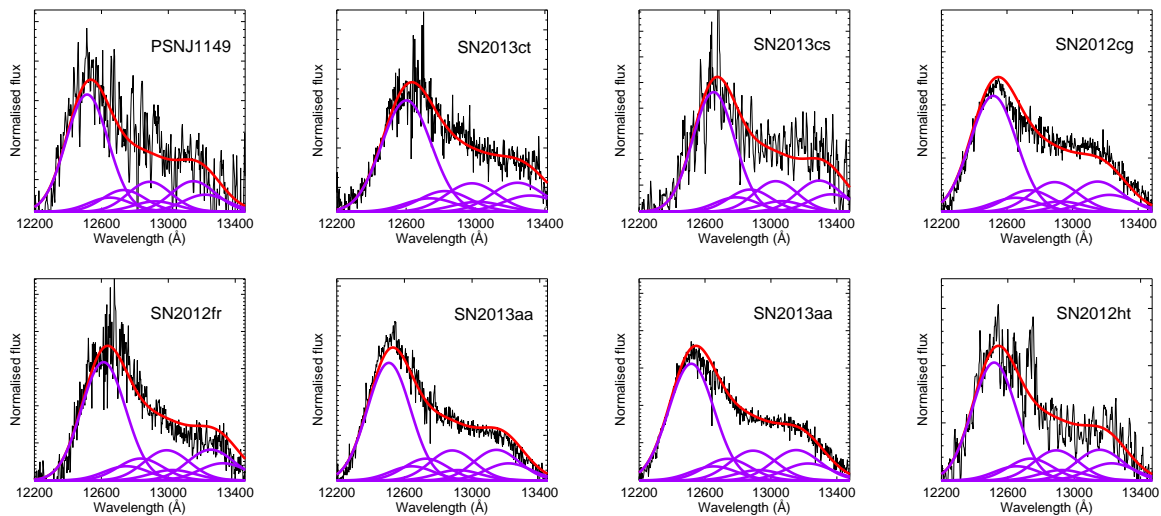 PSNJ1149
Normalised flux
12200 12600 13000 13400
Wavelength (Å)
SN2013ct
Normalised flux
12200 12600 13000 13400
Wavelength (Å)
SN2013cs
Normalised flux
12200 12600 13000 13400
Wavelength (Å)
SN2012cg
Normalised flux
12200 12600 13000 13400
Wavelength (Å)
SN2012fr
Normalised flux
12200 12600 13000 13400
Wavelength (Å)
SN2013aa
Normalised flux
12200 12600 13000 13400
Wavelength (Å)
SN2013aa
Normalised flux
12200 12600 13000 13400
Wavelength (Å)
SN2012ht
Normalised flux
12200 12600 13000 13400
Wavelength (Å)